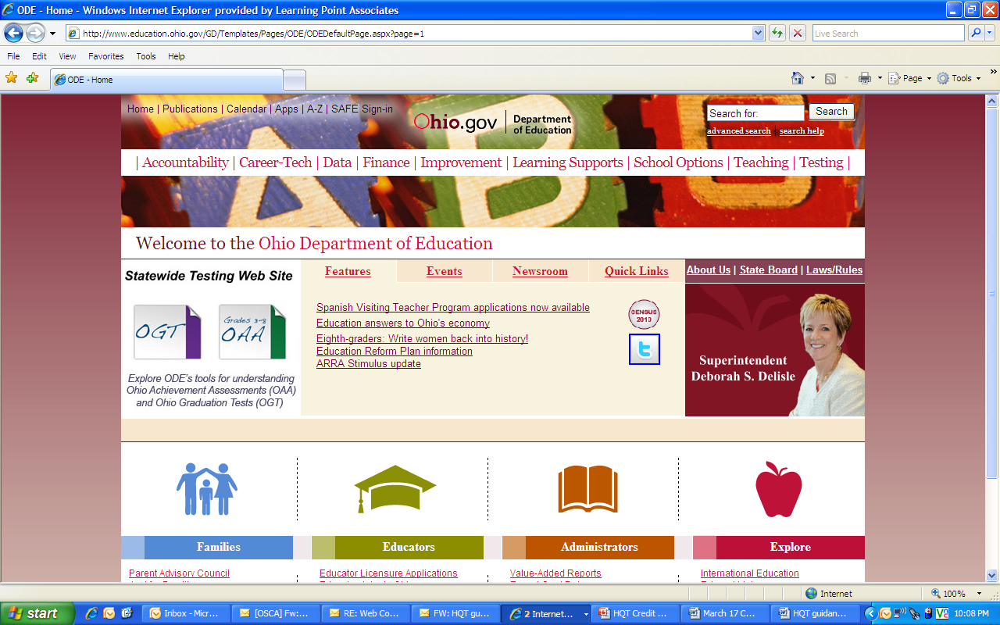 ODE - Home - Windows Internet Explorer provided by Learning Point Associates
http://www.education.ohio.gov/GD/Templates/Pages/ODE/ODEDefaultPage.aspx?page=1
Live Search
File Edit View Favorites Tools Help
ODE - Home
Page Tools
Home | Publications | Calendar | Apps | A-Z | SAFE Sign-in
Ohio.gov
Department
of Education
Search for:
Search
advanced search | search help
| Accountability | Career-Tech | Data | Finance | Improvement | Learning Supports | School Options | Teaching | Testing |
A B C
Welcome to the Ohio Department of Education
Statewide Testing Web Site
OGT
Grades 3-8
OAA
Explore ODE's tools for understanding
Ohio Achievement Assessments (OAA)
and Ohio Graduation Tests (OGT)
Features Events Newsroom Quick Links
Spanish Visiting Teacher Program applications now available
Education answers to Ohio's economy
Eighth-graders: Write women back into history!
Education Reform Plan information
ARRA Stimulus update
CENSUS
2010
About Us | State Board | Laws/Rules
Superintendent
Deborah S. Delisle
Families Educators Administrators Explore
Parent Advisory Council Educator Licensure Applications Value-Added Reports International Education
Internet 100%
start Inbox - Micr... [OSCA] Fw:... RE: Web Co... FW: HQT gu... 2 Internet... HQT Credit ... March 17 C... HQT guidan... 10:08 PM